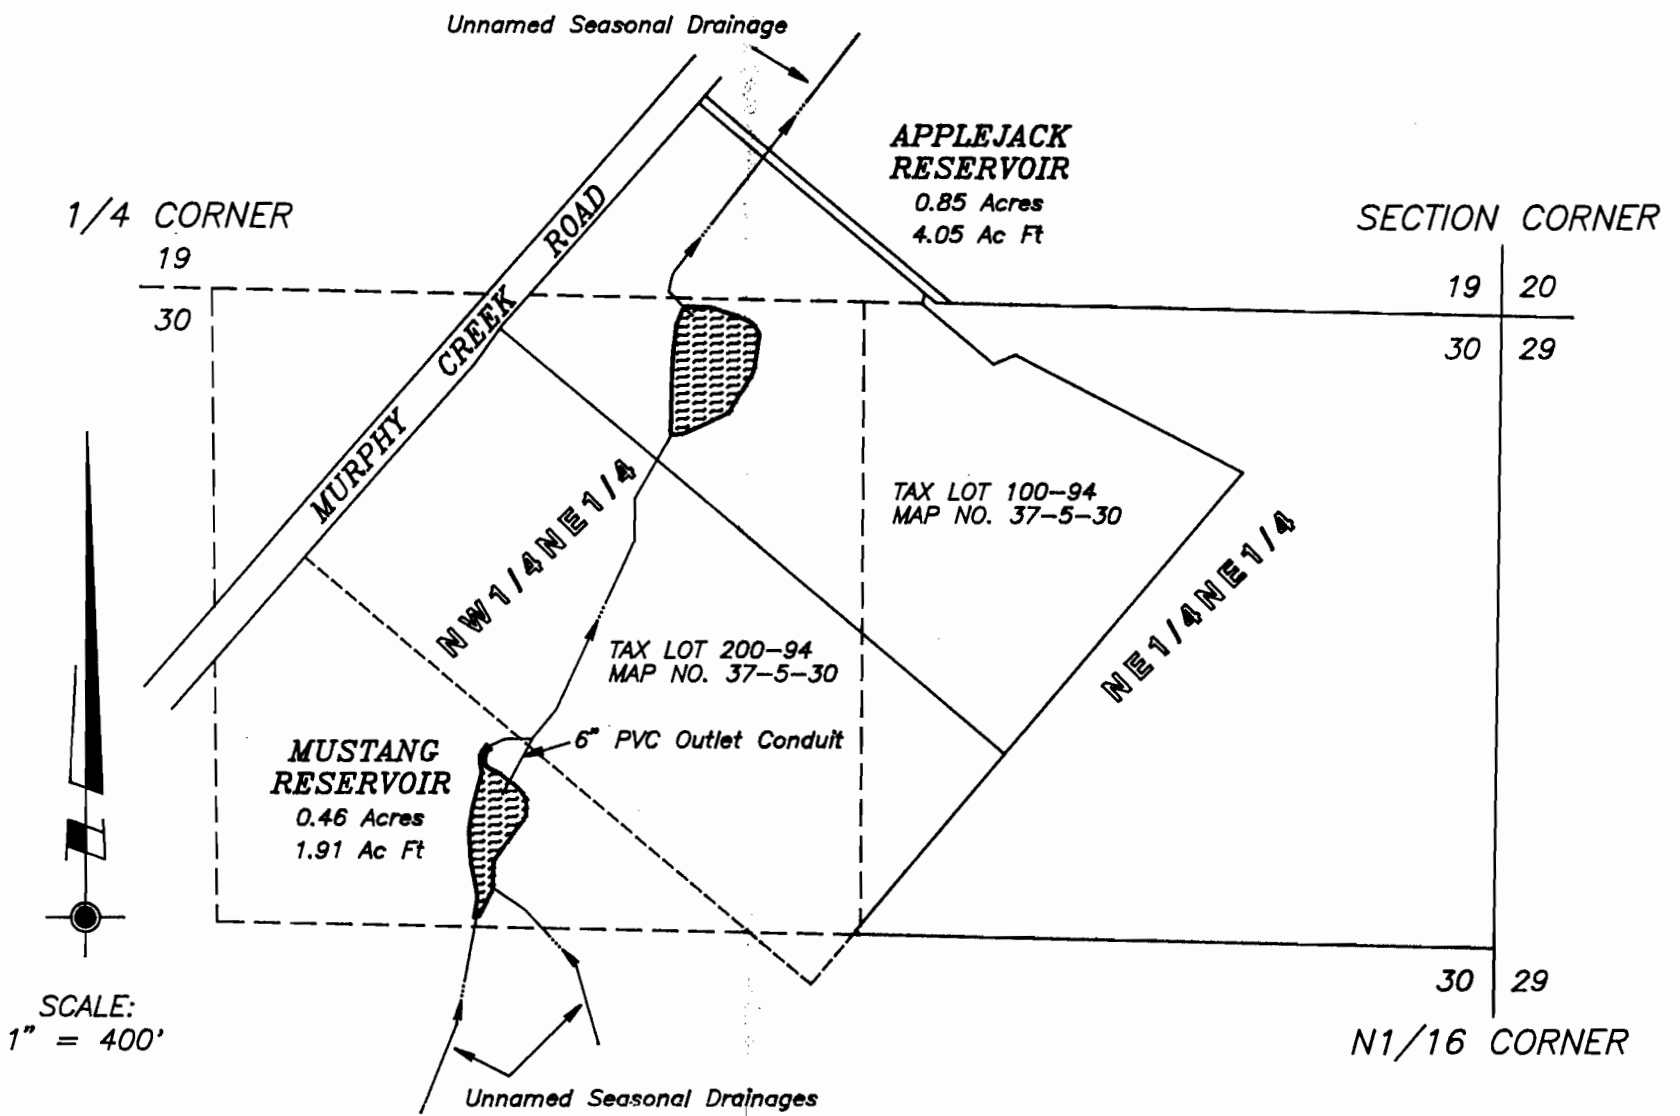 Unnamed Seasonal Drainage
APPLEJACK
RESERVOIR
0.85 Acres
4.05 Ac Ft
1/4 CORNER
19
30
SECTION CORNER
19 20
30 29
MURPHY CREEK ROAD
TAX LOT 100-94
MAP NO. 37-5-30
NW1/4NE1/4
NE1/4NE1/4
TAX LOT 200-94
MAP NO. 37-5-30
6" PVC Outlet Conduit
MUSTANG
RESERVOIR
0.46 Acres
1.91 Ac Ft
SCALE:
1" = 400'
30 29
N1/16 CORNER
Unnamed Seasonal Drainages